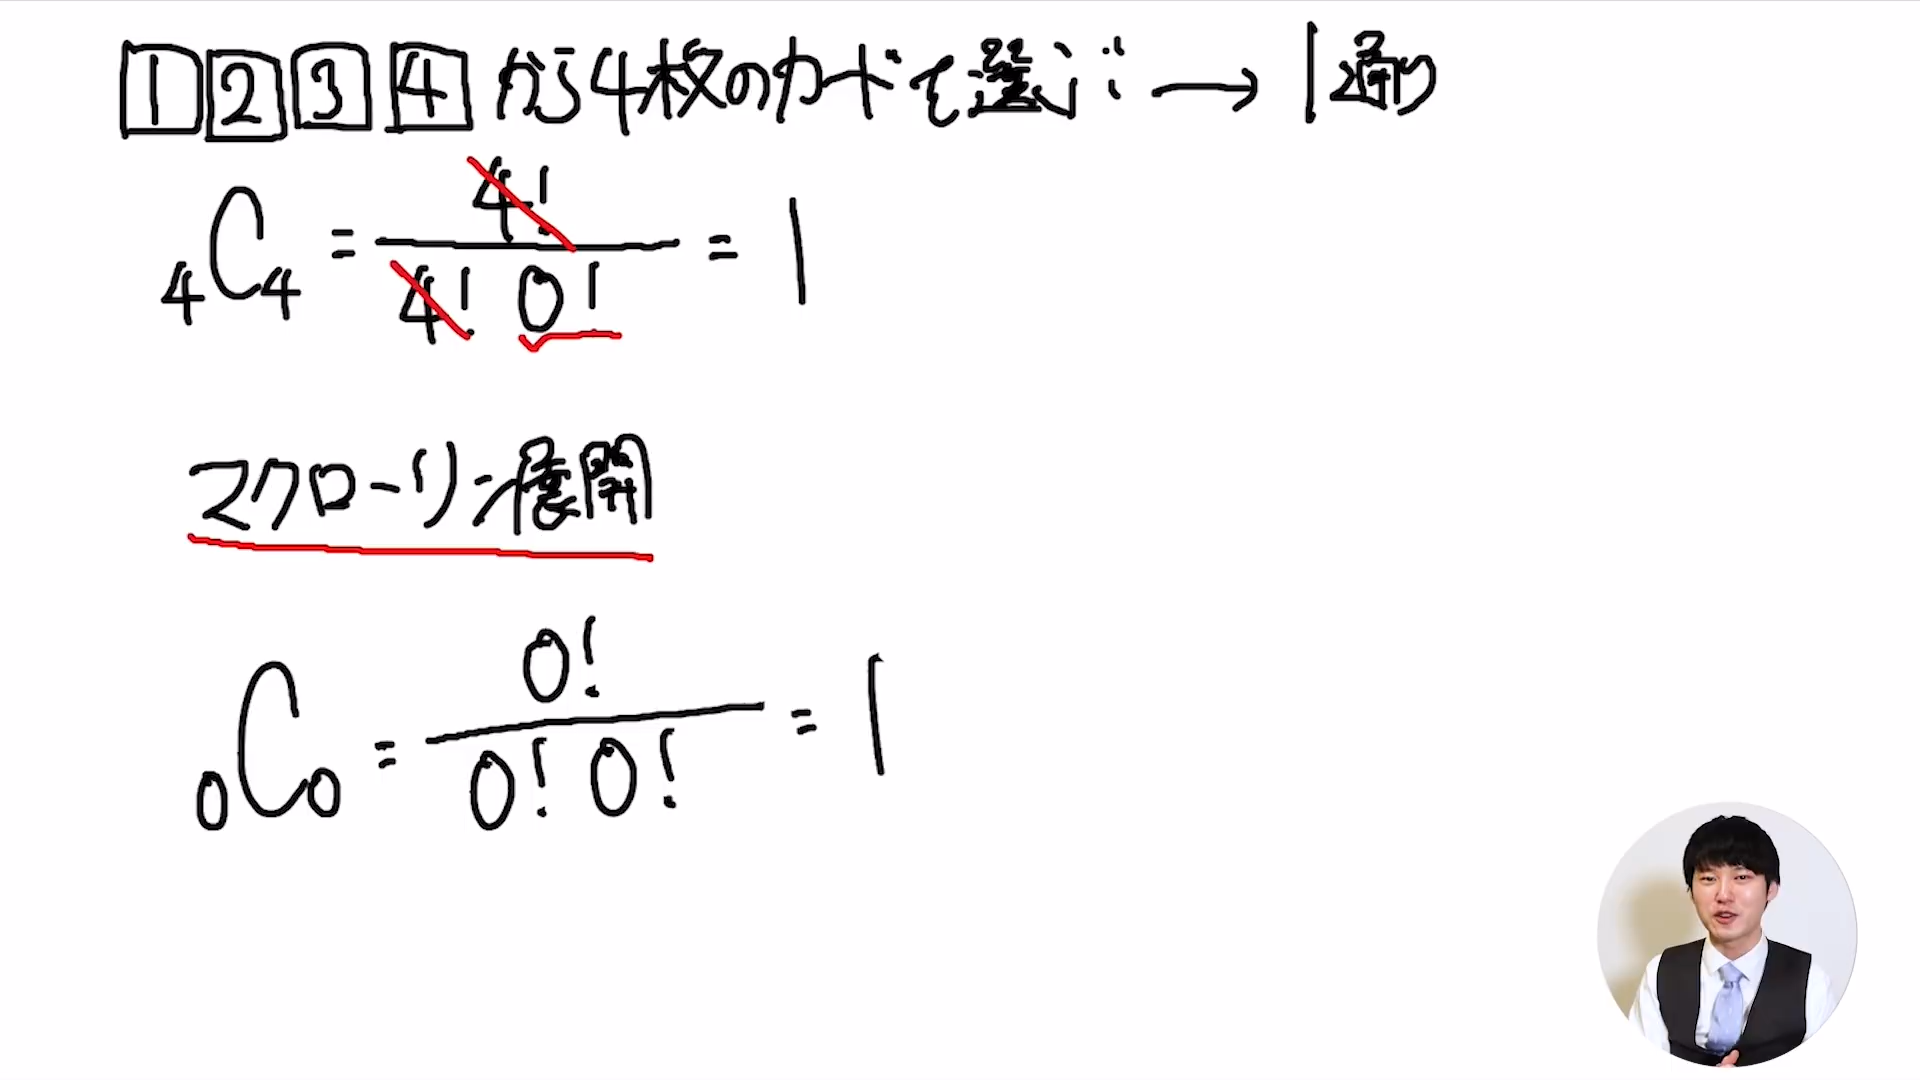 1 2 3 4 から4枚のカードを選ぶ → 1通り
₄C₄ = 4! / 4! 0! = 1
マクローリン展開
₀C₀ = 0! / 0! 0! = 1